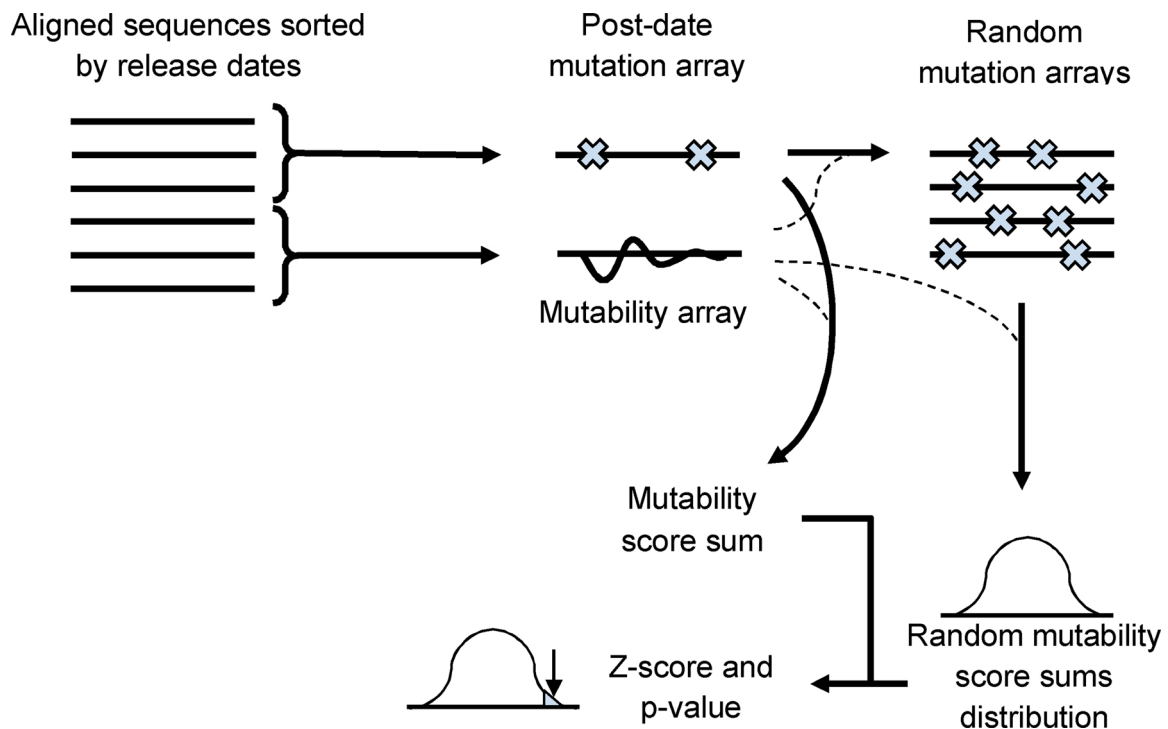 Aligned sequences sorted
by release dates
Post-date
mutation array
Random
mutation arrays
Mutability array
Mutability
score sum
Random mutability
score sums
distribution
Z-score and
p-value